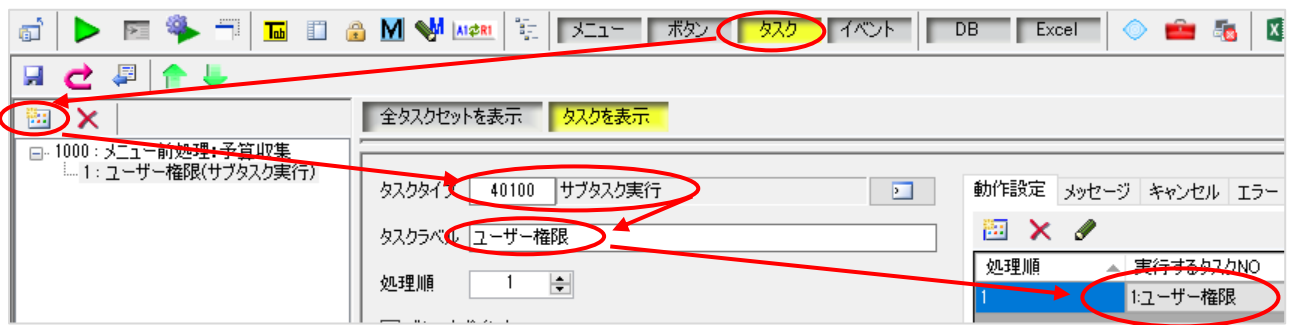 Tab M M A1⇄R1 メニュー ボタン タスク イベント DB Excel X
全タスクセットを表示 タスクを表示
1000 : メニュー前処理:予算収集
1 : ユーザー権限(サブタスク実行)
タスクタイプ 40100 サブタスク実行
動作設定 メッセージ キャンセル エラー
タスクラベル ユーザー権限
処理順 1
処理順 実行するタスクNO
1 1:ユーザー権限